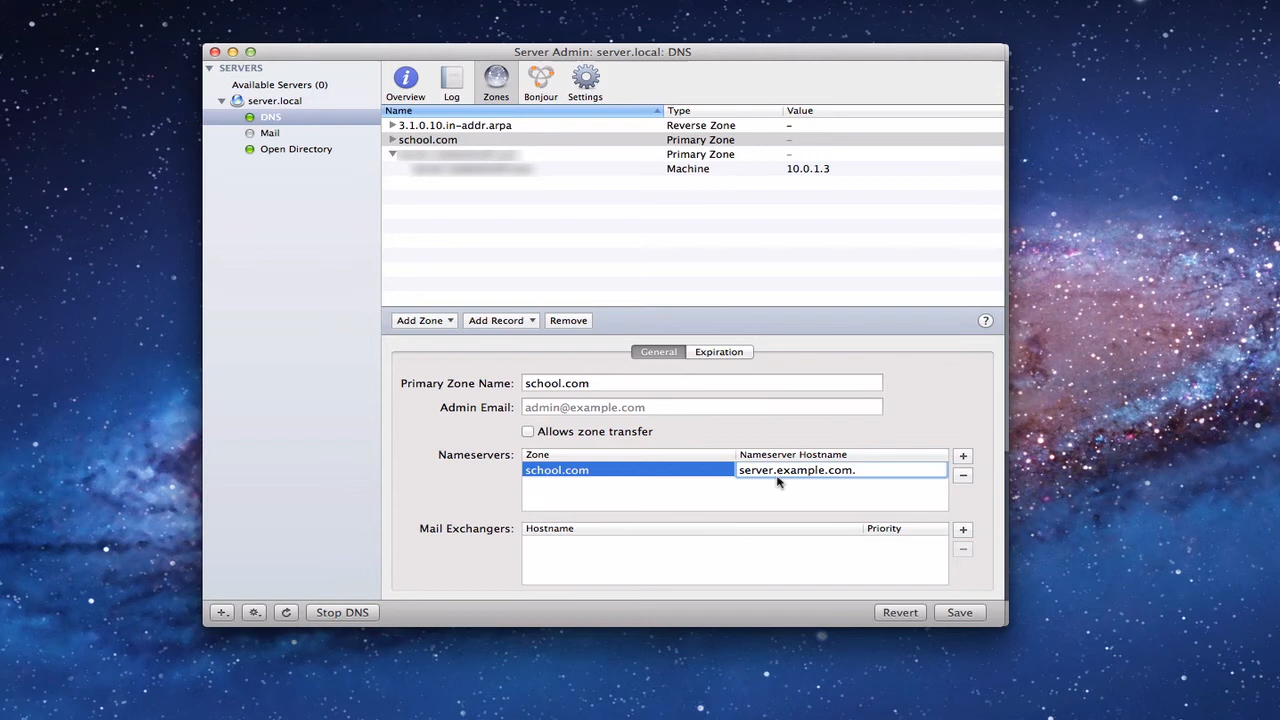 Server Admin: server.local: DNS
SERVERS
Available Servers (0)
server.local
DNS
Mail
Open Directory
Overview
Log
Zones
Bonjour
Settings
Name Type Value
3.1.0.10.in-addr.arpa Reverse Zone –
school.com Primary Zone –
Primary Zone –
Machine 10.0.1.3
Add Zone Add Record Remove ?
General Expiration
Primary Zone Name: school.com
Admin Email: admin@example.com
Allows zone transfer
Nameservers: Zone Nameserver Hostname
school.com server.example.com.
Mail Exchangers: Hostname Priority
Stop DNS Revert Save